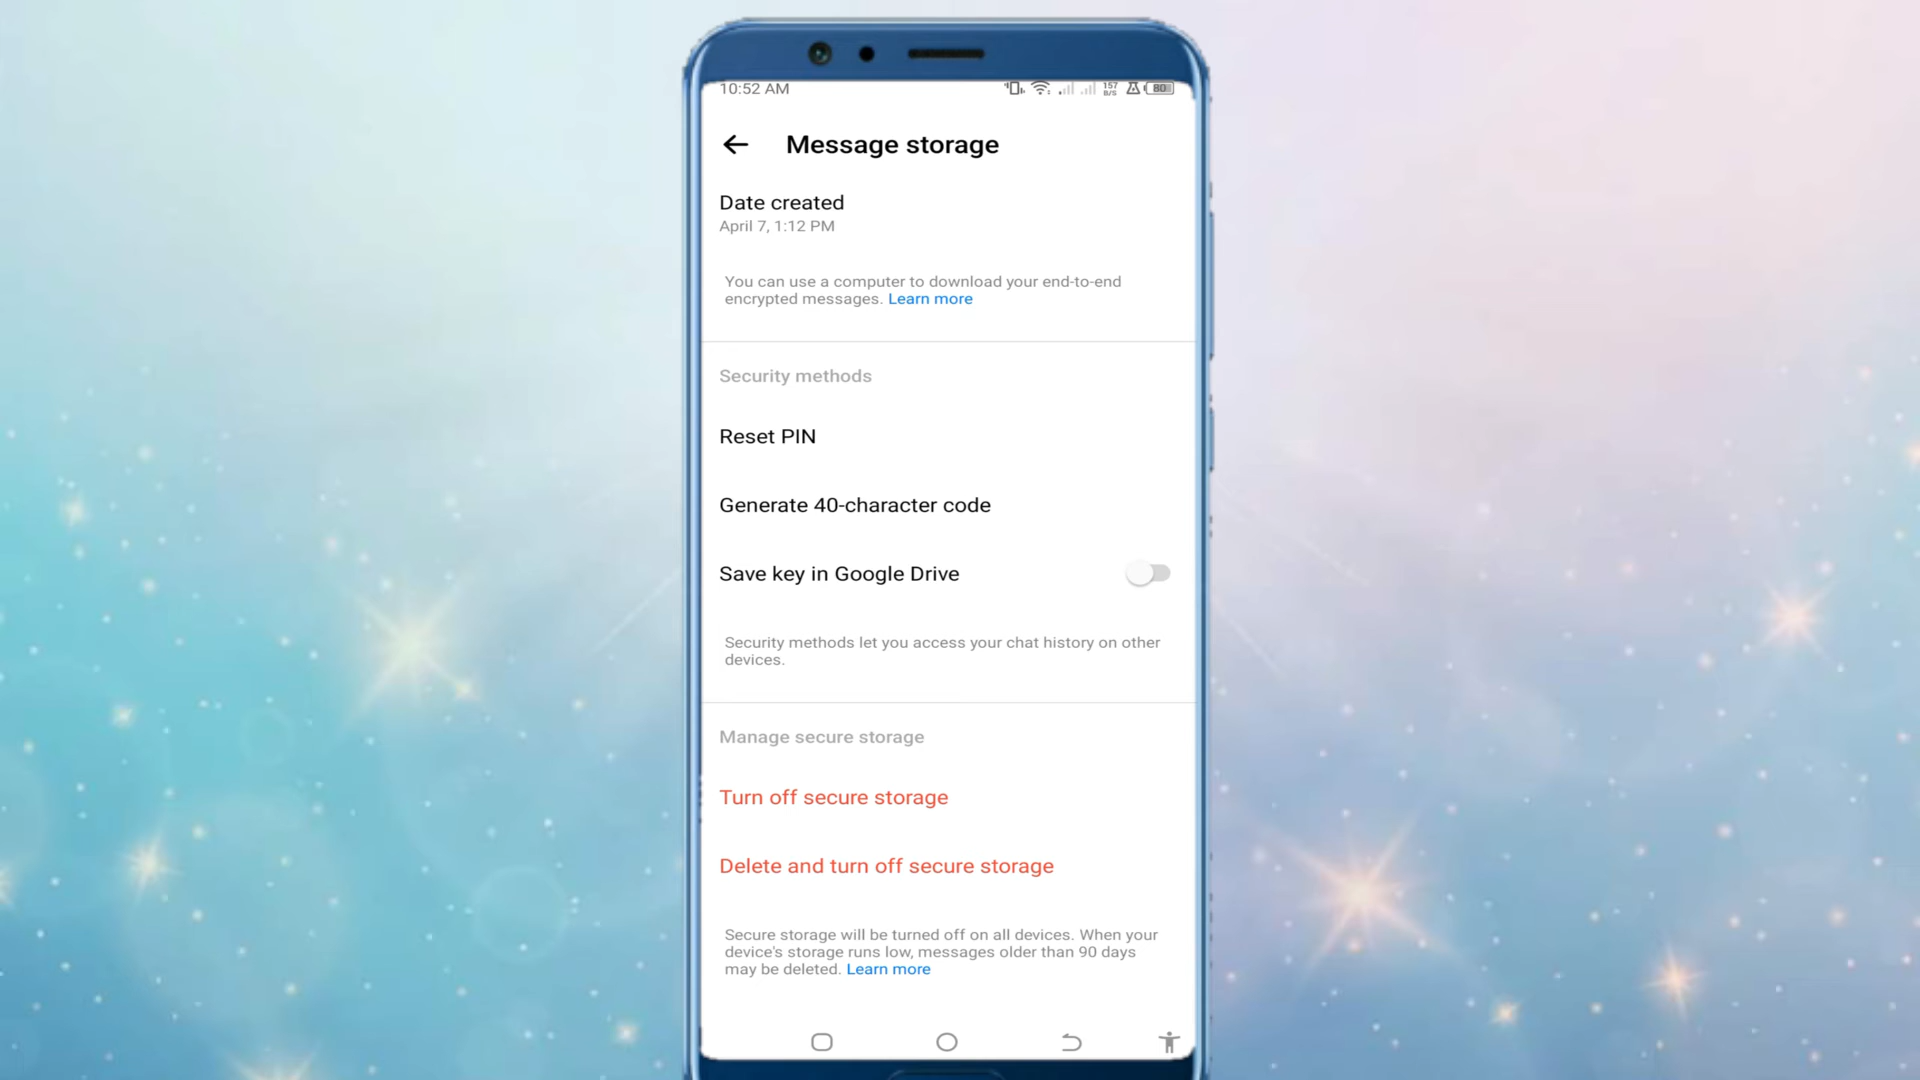 10:52 AM
157
B/S
80
Message storage
Date created
April 7, 1:12 PM
You can use a computer to download your end-to-end
encrypted messages. Learn more
Security methods
Reset PIN
Generate 40-character code
Save key in Google Drive
Security methods let you access your chat history on other
devices.
Manage secure storage
Turn off secure storage
Delete and turn off secure storage
Secure storage will be turned off on all devices. When your
device's storage runs low, messages older than 90 days
may be deleted. Learn more